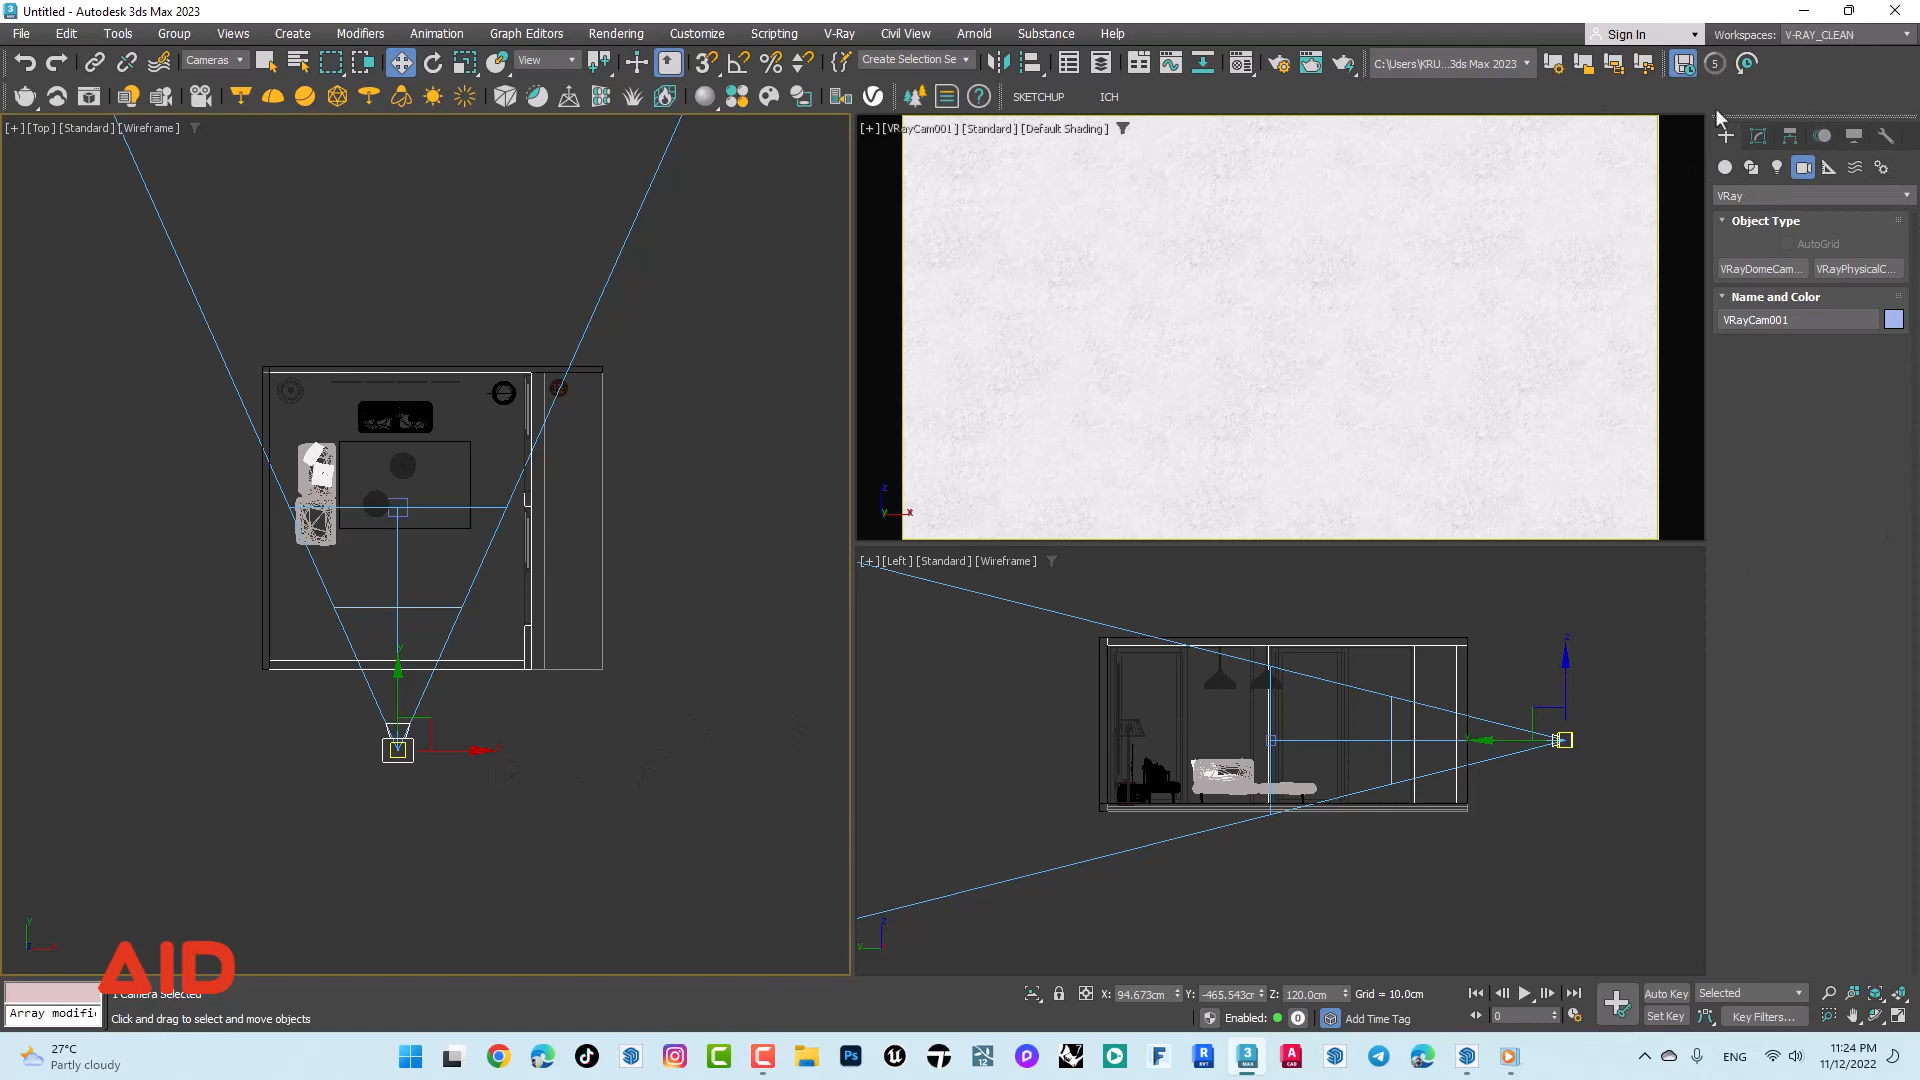 Untitled - Autodesk 3ds Max 2023
File Edit Tools Group Views Create Modifiers Animation Graph Editors Rendering Customize Scripting V-Ray Civil View Arnold Substance Help
Sign In Workspaces: V-RAY_CLEAN
Cameras View Create Selection Se C:\Users\KRU...3ds Max 2023 5
SKETCHUP ICH
[+] [Top] [Standard] [Wireframe]
[+] [VRayCam001] [Standard] [Default Shading]
VRay
Object Type
AutoGrid
VRayDomeCam... VRayPhysicalC...
Name and Color
VRayCam001
z
y x
[+] [Left] [Standard] [Wireframe]
AID
1 Camera Selected
Array modifi
Click and drag to select and move objects
X: 94.673cm Y: -465.543cm Z: 120.0cm Grid = 10.0cm
Enabled: 0 Add Time Tag
0
Auto Key Selected
Set Key Key Filters...
27°C
Partly cloudy
ENG
11:24 PM
11/12/2022